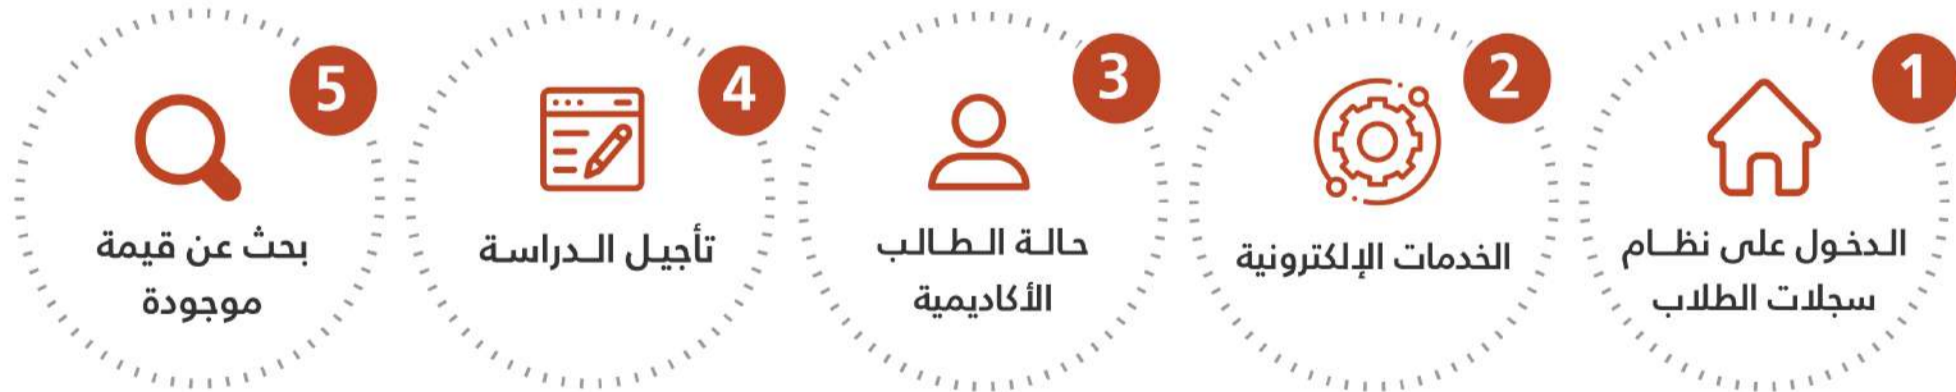 1
الدخول على نظام
سجلات الطلاب
2
الخدمات الإلكترونية
3
حالة الطالب
الأكاديمية
4
تأجيل الدراسة
5
بحث عن قيمة
موجودة